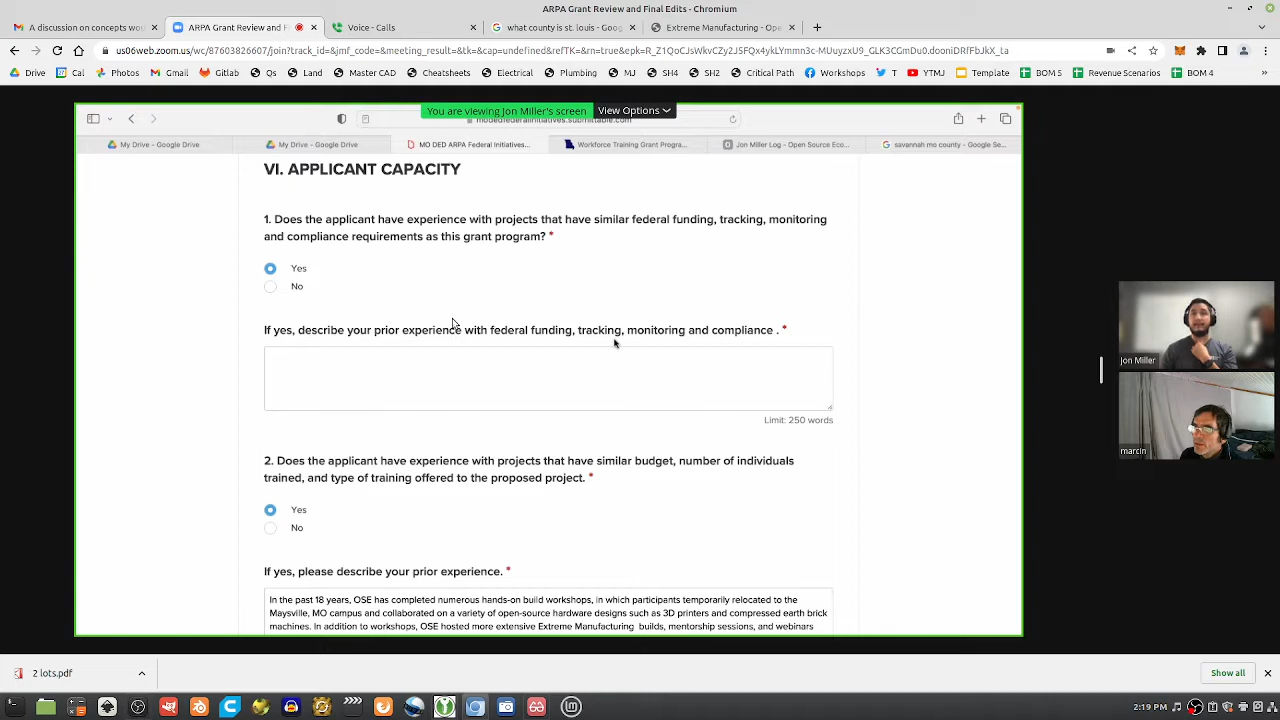 ARPA Grant Review and Final Edits - Chromium
A discussion on concepts wou
ARPA Grant Review and Fi
Voice - Calls
what county is st. louis - Goog
Extreme Manufacturing - Ope
Drive
Cal
Photos
Gmail
Gitlab
Qs
Land
Master CAD
Cheatsheets
Electrical
Plumbing
NJ
SH4
SH2
Critical Path
Workshops
T
YTMJ
Template
BOM 5
Revenue Scenarios
BOM 4
You are viewing Jon Miller's screen
View Options
modedfederalinitiatives.submittable.com
My Drive - Google Drive
My Drive - Google Drive
MO DED ARPA Federal Initiatives...
Workforce Training Grant Progra...
Jon Miller Log - Open Source Eco...
savannah mo county - Google Se...
VI. APPLICANT CAPACITY
1. Does the applicant have experience with projects that have similar federal funding, tracking, monitoring
and compliance requirements as this grant program? *
Yes
No
If yes, describe your prior experience with federal funding, tracking, monitoring and compliance . *
Limit: 250 words
2. Does the applicant have experience with projects that have similar budget, number of individuals
trained, and type of training offered to the proposed project. *
Yes
No
If yes, please describe your prior experience. *
In the past 18 years, OSE has completed numerous hands-on build workshops, in which participants temporarily relocated to the
Maysville, MO campus and collaborated on a variety of open-source hardware designs such as 3D printers and compressed earth brick
machines. In addition to workshops, OSE hosted more extensive Extreme Manufacturing builds, mentorship sessions, and webinars
Jon Miller
marcin
2 lots.pdf
Show all
2:19 PM